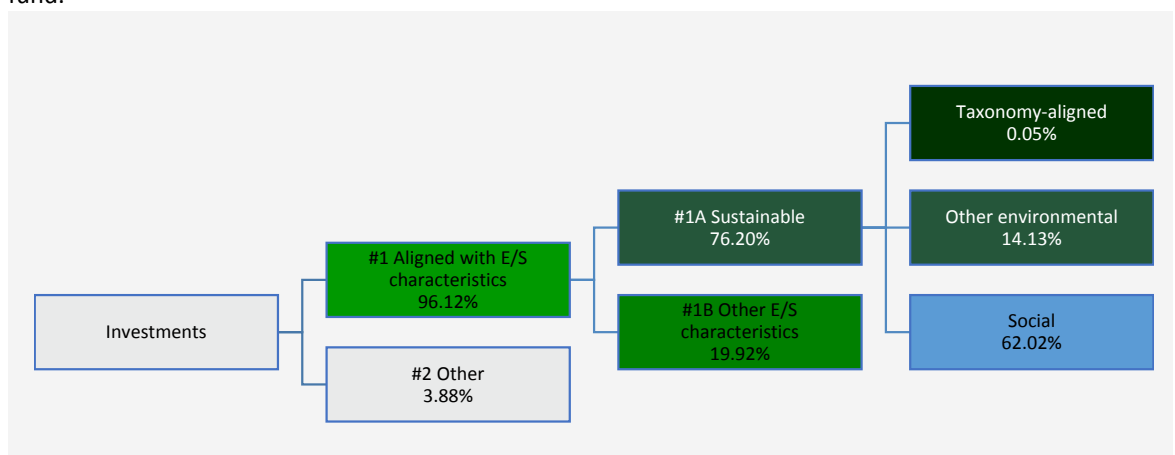 Investments
#1 Aligned with E/S
characteristics
96.12%
#2 Other
3.88%
#1A Sustainable
76.20%
#1B Other E/S
characteristics
19.92%
Taxonomy-aligned
0.05%
Other environmental
14.13%
Social
62.02%